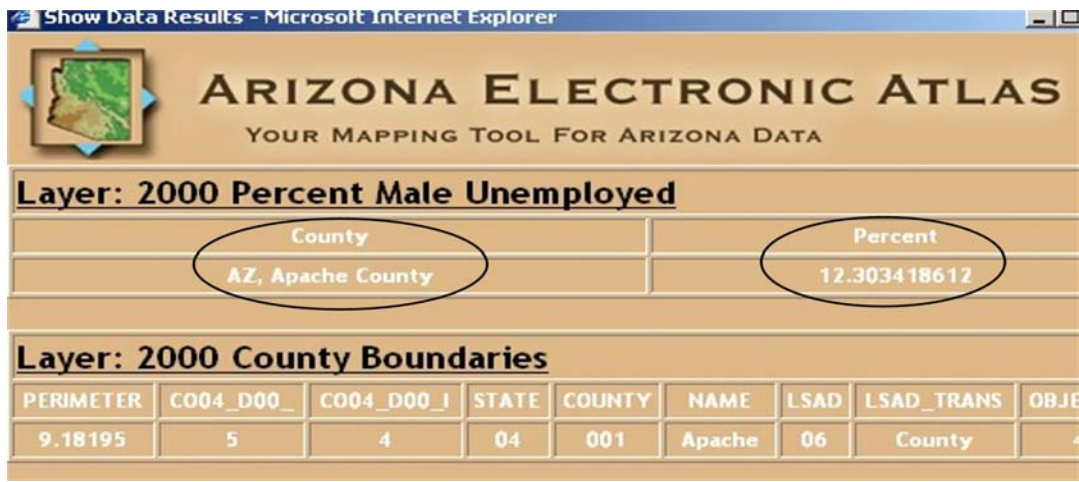 Show Data Results - Microsoft Internet Explorer
ARIZONA ELECTRONIC ATLAS
YOUR MAPPING TOOL FOR ARIZONA DATA
Layer: 2000 Percent Male Unemployed
County Percent
AZ, Apache County 12.303418612
Layer: 2000 County Boundaries
PERIMETER CO04_D00_ CO04_D00_I STATE COUNTY NAME LSAD LSAD_TRANS OBJE
9.18195 5 4 04 001 Apache 06 County